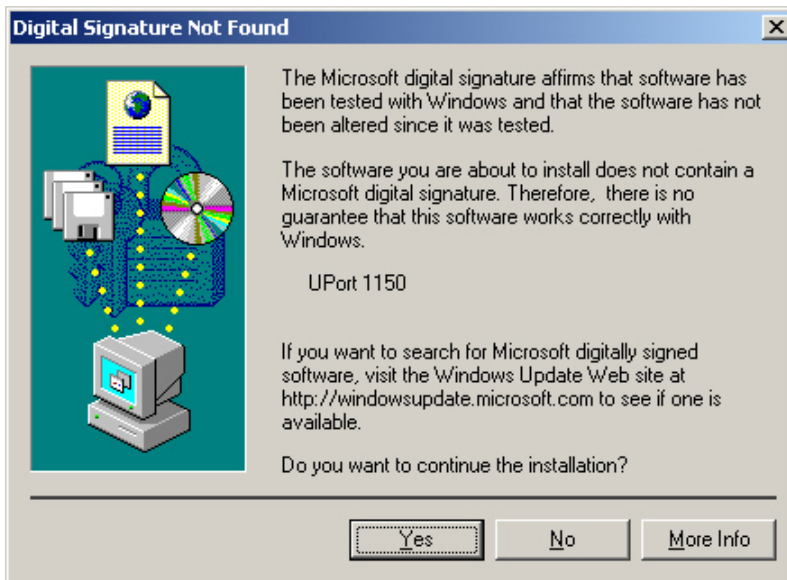 Digital Signature Not Found
The Microsoft digital signature affirms that software has
been tested with Windows and that the software has not
been altered since it was tested.
The software you are about to install does not contain a
Microsoft digital signature. Therefore,  there is no
guarantee that this software works correctly with
Windows.
UPort 1150
If you want to search for Microsoft digitally signed
software, visit the Windows Update Web site at
http://windowsupdate.microsoft.com to see if one is
available.
Do you want to continue the installation?
Yes No More Info